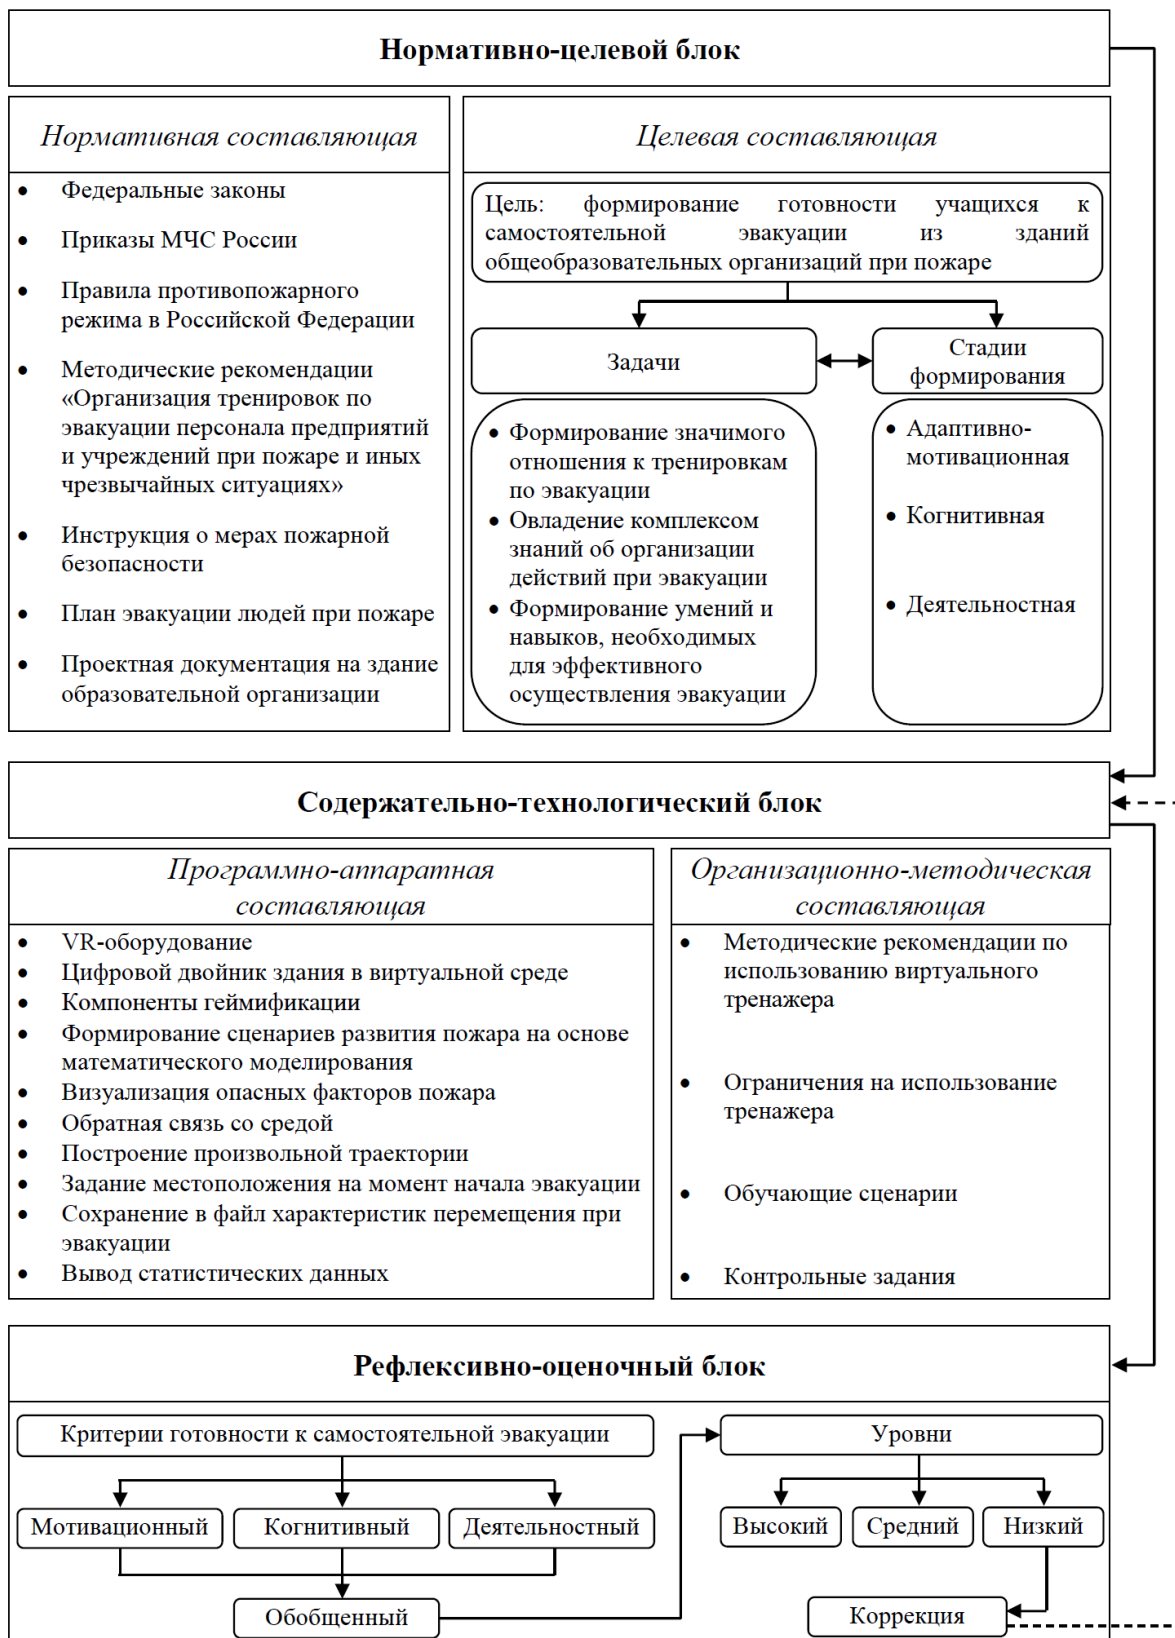 Нормативно-целевой блок
Нормативная составляющая
• Федеральные законы
• Приказы МЧС России
• Правила противопожарного
режима в Российской Федерации
• Методические рекомендации
«Организация тренировок по
эвакуации персонала предприятий
и учреждений при пожаре и иных
чрезвычайных ситуациях»
• Инструкция о мерах пожарной
безопасности
• План эвакуации людей при пожаре
• Проектная документация на здание
образовательной организации
Целевая составляющая
Цель: формирование готовности учащихся к
самостоятельной эвакуации из зданий
общеобразовательных организаций при пожаре
Задачи
• Формирование значимого
отношения к тренировкам
по эвакуации
• Овладение комплексом
знаний об организации
действий при эвакуации
• Формирование умений и
навыков, необходимых
для эффективного
осуществления эвакуации
Стадии
формирования
• Адаптивно-
мотивационная
• Когнитивная
• Деятельностная
Содержательно-технологический блок
Программно-аппаратная
составляющая
• VR-оборудование
• Цифровой двойник здания в виртуальной среде
• Компоненты геймификации
• Формирование сценариев развития пожара на основе
математического моделирования
• Визуализация опасных факторов пожара
• Обратная связь со средой
• Построение произвольной траектории
• Задание местоположения на момент начала эвакуации
• Сохранение в файл характеристик перемещения при
эвакуации
• Вывод статистических данных
Организационно-методическая
составляющая
• Методические рекомендации по
использованию виртуального
тренажера
• Ограничения на использование
тренажера
• Обучающие сценарии
• Контрольные задания
Рефлексивно-оценочный блок
Критерии готовности к самостоятельной эвакуации
Мотивационный
Когнитивный
Деятельностный
Обобщенный
Уровни
Высокий
Средний
Низкий
Коррекция